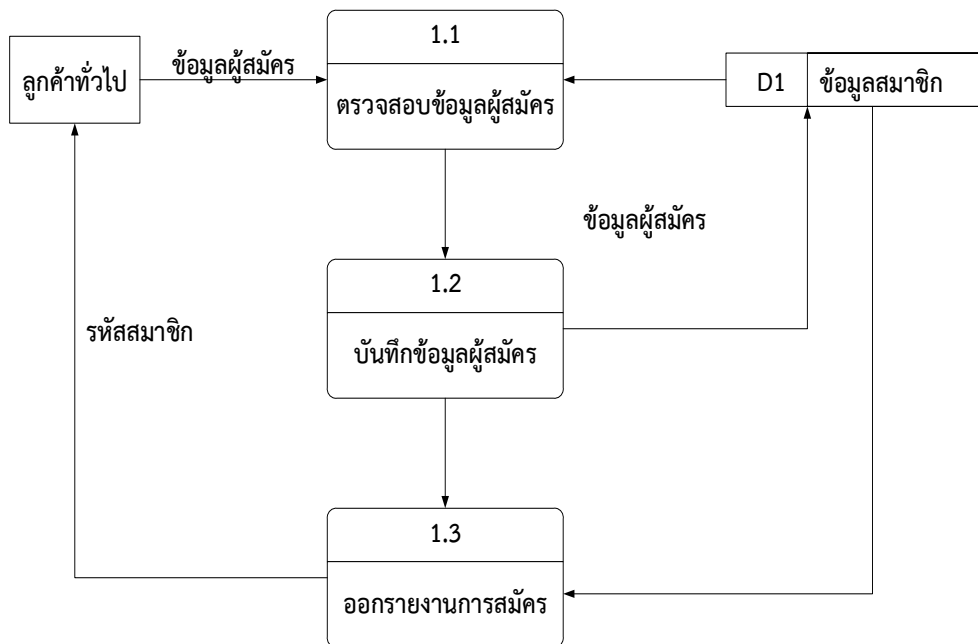 1.1
ลูกค้าทั่วไป
ข้อมูลผู้สมัคร
ตรวจสอบข้อมูลผู้สมัคร
D1 ข้อมูลสมาชิก
ข้อมูลผู้สมัคร
1.2
บันทึกข้อมูลผู้สมัคร
รหัสสมาชิก
1.3
ออกรายงานการสมัคร